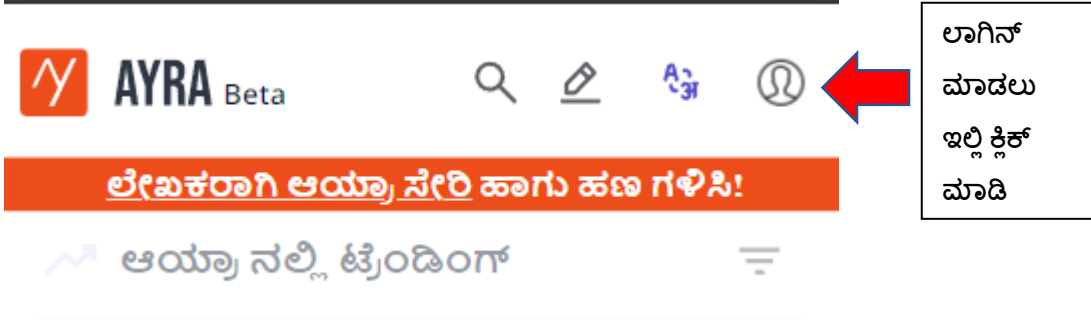 AYRA Beta
ಲೇಖಕರಾಗಿ ಆಯ್ರಾ ಸೇರಿ ಹಾಗು ಹಣ ಗಳಿಸಿ!
ಆಯ್ರಾ ನಲ್ಲಿ ಟ್ರೆಂಡಿಂಗ್
ಲಾಗಿನ್
ಮಾಡಲು
ಇಲ್ಲಿ ಕ್ಲಿಕ್
ಮಾಡಿ